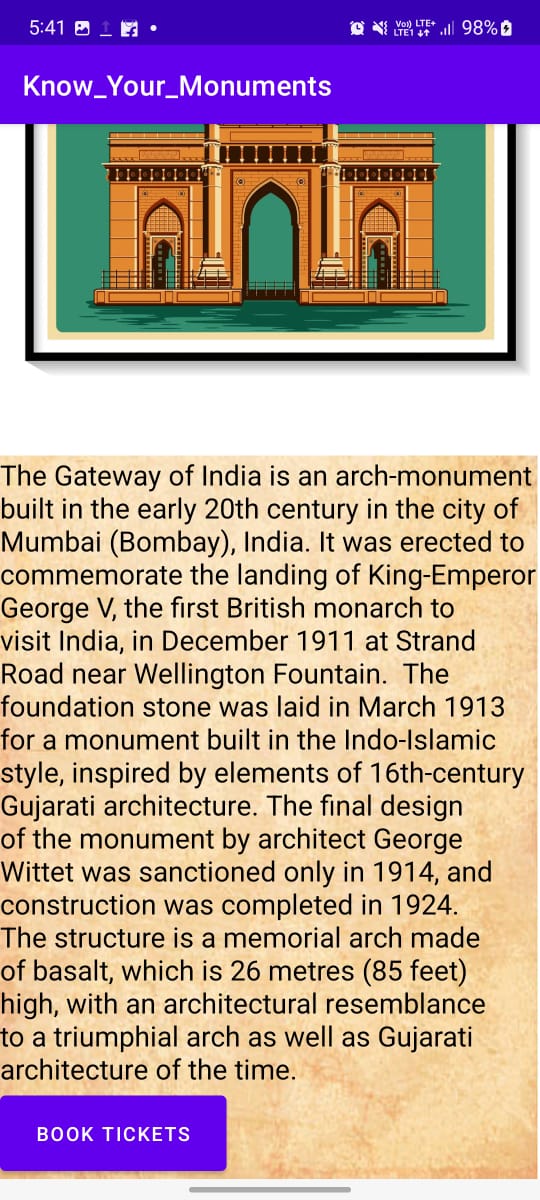 5:41
Vo)) LTE+
LTE1 98%
Know_Your_Monuments
The Gateway of India is an arch-monument
built in the early 20th century in the city of
Mumbai (Bombay), India. It was erected to
commemorate the landing of King-Emperor
George V, the first British monarch to
visit India, in December 1911 at Strand
Road near Wellington Fountain.  The
foundation stone was laid in March 1913
for a monument built in the Indo-Islamic
style, inspired by elements of 16th-century
Gujarati architecture. The final design
of the monument by architect George
Wittet was sanctioned only in 1914, and
construction was completed in 1924.
The structure is a memorial arch made
of basalt, which is 26 metres (85 feet)
high, with an architectural resemblance
to a triumphial arch as well as Gujarati
architecture of the time.
BOOK TICKETS